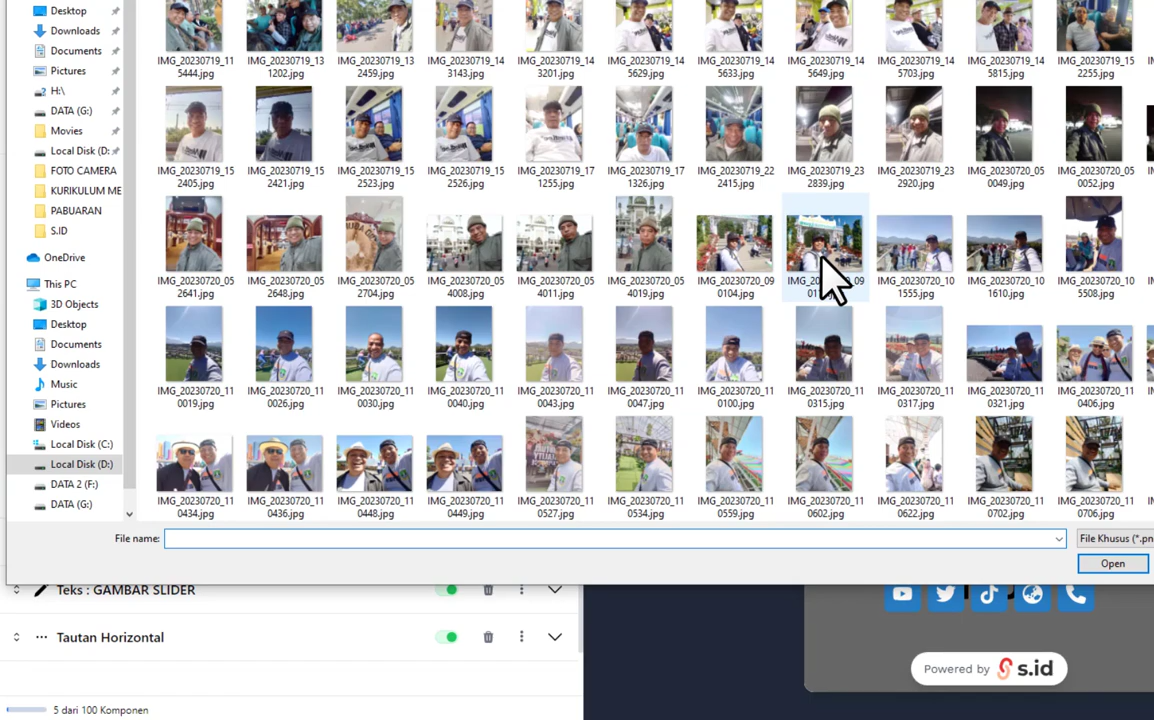 Desktop
Downloads
Documents
Pictures
H:\
DATA (G:)
Movies
Local Disk (D:
FOTO CAMERA
KURIKULUM ME
PABUARAN
S.ID
OneDrive
This PC
3D Objects
Desktop
Documents
Downloads
Music
Pictures
Videos
Local Disk (C:)
Local Disk (D:)
DATA 2 (F:)
DATA (G:)
IMG_20230719_11 IMG_20230719_13 IMG_20230719_13 IMG_20230719_14 IMG_20230719_14 IMG_20230719_14 IMG_20230719_14 IMG_20230719_14 IMG_20230719_14 IMG_20230719_14 IMG_20230719_15
5444.jpg 1202.jpg 2459.jpg 3143.jpg 3201.jpg 5629.jpg 5633.jpg 5649.jpg 5703.jpg 5815.jpg 2255.jpg
IMG_20230719_15 IMG_20230719_15 IMG_20230719_15 IMG_20230719_15 IMG_20230719_17 IMG_20230719_17 IMG_20230719_22 IMG_20230719_23 IMG_20230719_23 IMG_20230720_05 IMG_20230720_05
2405.jpg 2421.jpg 2523.jpg 2526.jpg 1255.jpg 1326.jpg 2415.jpg 2839.jpg 2920.jpg 0049.jpg 0052.jpg
IMG_20230720_05 IMG_20230720_05 IMG_20230720_05 IMG_20230720_05 IMG_20230720_05 IMG_20230720_05 IMG_20230720_09 IMG_20230720_10 IMG_20230720_10 IMG_20230720_10
2641.jpg 2648.jpg 2704.jpg 4008.jpg 4011.jpg 4019.jpg 0104.jpg 1555.jpg 1610.jpg 5508.jpg
IMG_20230720_11 IMG_20230720_11 IMG_20230720_11 IMG_20230720_11 IMG_20230720_11 IMG_20230720_11 IMG_20230720_11 IMG_20230720_11 IMG_20230720_11 IMG_20230720_11 IMG_20230720_11
0019.jpg 0026.jpg 0030.jpg 0040.jpg 0043.jpg 0047.jpg 0100.jpg 0315.jpg 0317.jpg 0321.jpg 0406.jpg
IMG_20230720_11 IMG_20230720_11 IMG_20230720_11 IMG_20230720_11 IMG_20230720_11 IMG_20230720_11 IMG_20230720_11 IMG_20230720_11 IMG_20230720_11 IMG_20230720_11 IMG_20230720_11
0434.jpg 0436.jpg 0448.jpg 0449.jpg 0527.jpg 0534.jpg 0559.jpg 0602.jpg 0622.jpg 0702.jpg 0706.jpg
File name: File Khusus (*.pn
Open
Teks : GAMBAR SLIDER
Tautan Horizontal
Powered by s.id
5 dari 100 Komponen